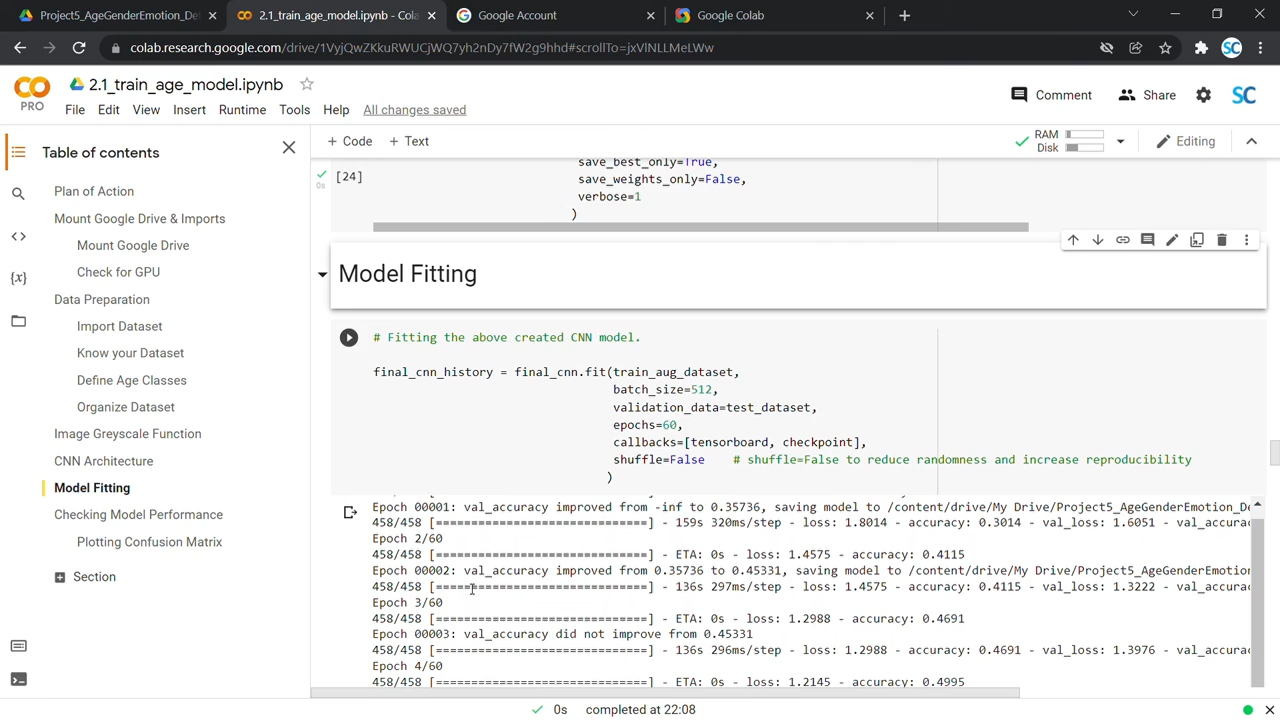 Project5_AgeGenderEmotion_De
2.1_train_age_model.ipynb - Cola
Google Account
Google Colab
colab.research.google.com/drive/1VyjQwZKkuRWUCjWQ7yh2nDy7fW2g9hhd#scrollTo=jxVlNLLMeLWw
SC
PRO
2.1_train_age_model.ipynb
File Edit View Insert Runtime Tools Help All changes saved
Comment
Share
SC
Table of contents
Plan of Action
Mount Google Drive & Imports
Mount Google Drive
Check for GPU
Data Preparation
Import Dataset
Know your Dataset
Define Age Classes
Organize Dataset
Image Greyscale Function
CNN Architecture
Model Fitting
Checking Model Performance
Plotting Confusion Matrix
Section
{x}
+ Code + Text
RAM
Disk
Editing
0s
[24]
save_best_only=True,
save_weights_only=False,
verbose=1
)
Model Fitting
# Fitting the above created CNN model.
final_cnn_history = final_cnn.fit(train_aug_dataset,
batch_size=512,
validation_data=test_dataset,
epochs=60,
callbacks=[tensorboard, checkpoint],
shuffle=False # shuffle=False to reduce randomness and increase reproducibility
)
Epoch 00001: val_accuracy improved from -inf to 0.35736, saving model to /content/drive/My Drive/Project5_AgeGenderEmotion_De
458/458 [==============================] - 159s 320ms/step - loss: 1.8014 - accuracy: 0.3014 - val_loss: 1.6051 - val_accura
Epoch 2/60
458/458 [==============================] - ETA: 0s - loss: 1.4575 - accuracy: 0.4115
Epoch 00002: val_accuracy improved from 0.35736 to 0.45331, saving model to /content/drive/My Drive/Project5_AgeGenderEmotion
458/458 [==============================] - 136s 297ms/step - loss: 1.4575 - accuracy: 0.4115 - val_loss: 1.3222 - val_accura
Epoch 3/60
458/458 [==============================] - ETA: 0s - loss: 1.2988 - accuracy: 0.4691
Epoch 00003: val_accuracy did not improve from 0.45331
458/458 [==============================] - 136s 296ms/step - loss: 1.2988 - accuracy: 0.4691 - val_loss: 1.3976 - val_accura
Epoch 4/60
458/458 [==============================] - ETA: 0s - loss: 1.2145 - accuracy: 0.4995
0s completed at 22:08